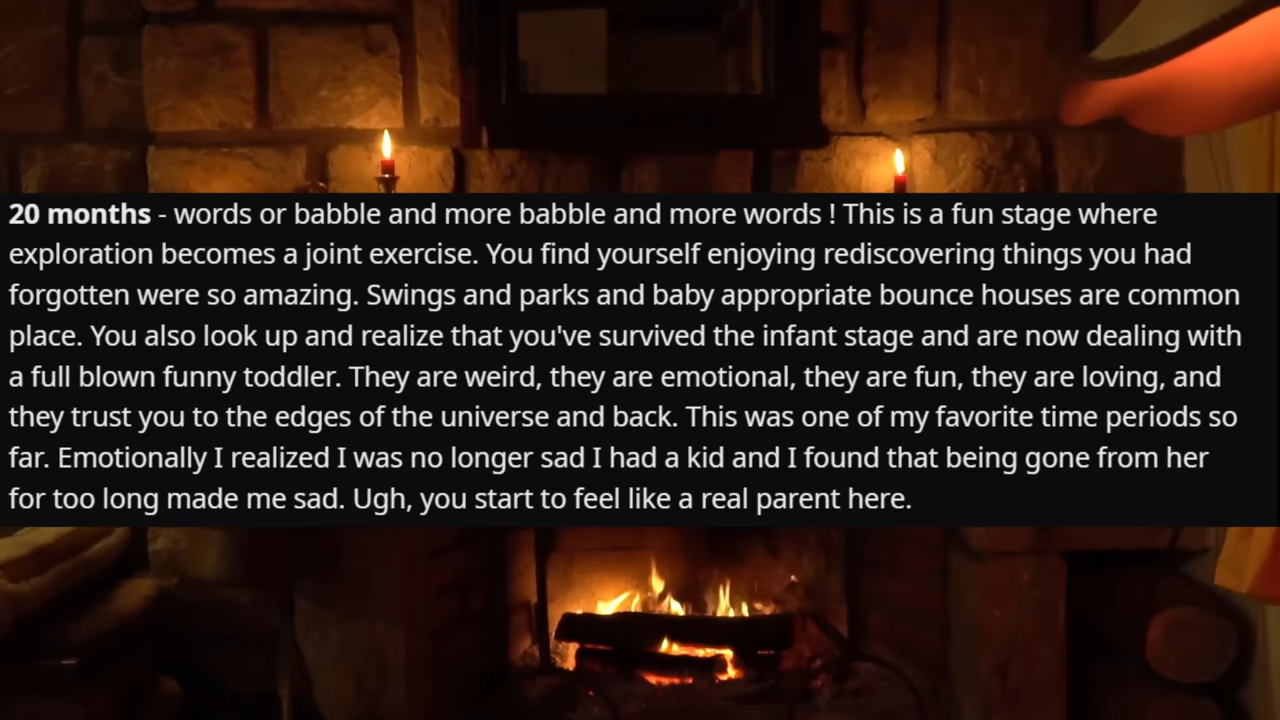 20 months - words or babble and more babble and more words ! This is a fun stage where
exploration becomes a joint exercise. You find yourself enjoying rediscovering things you had
forgotten were so amazing. Swings and parks and baby appropriate bounce houses are common
place. You also look up and realize that you've survived the infant stage and are now dealing with
a full blown funny toddler. They are weird, they are emotional, they are fun, they are loving, and
they trust you to the edges of the universe and back. This was one of my favorite time periods so
far. Emotionally I realized I was no longer sad I had a kid and I found that being gone from her
for too long made me sad. Ugh, you start to feel like a real parent here.